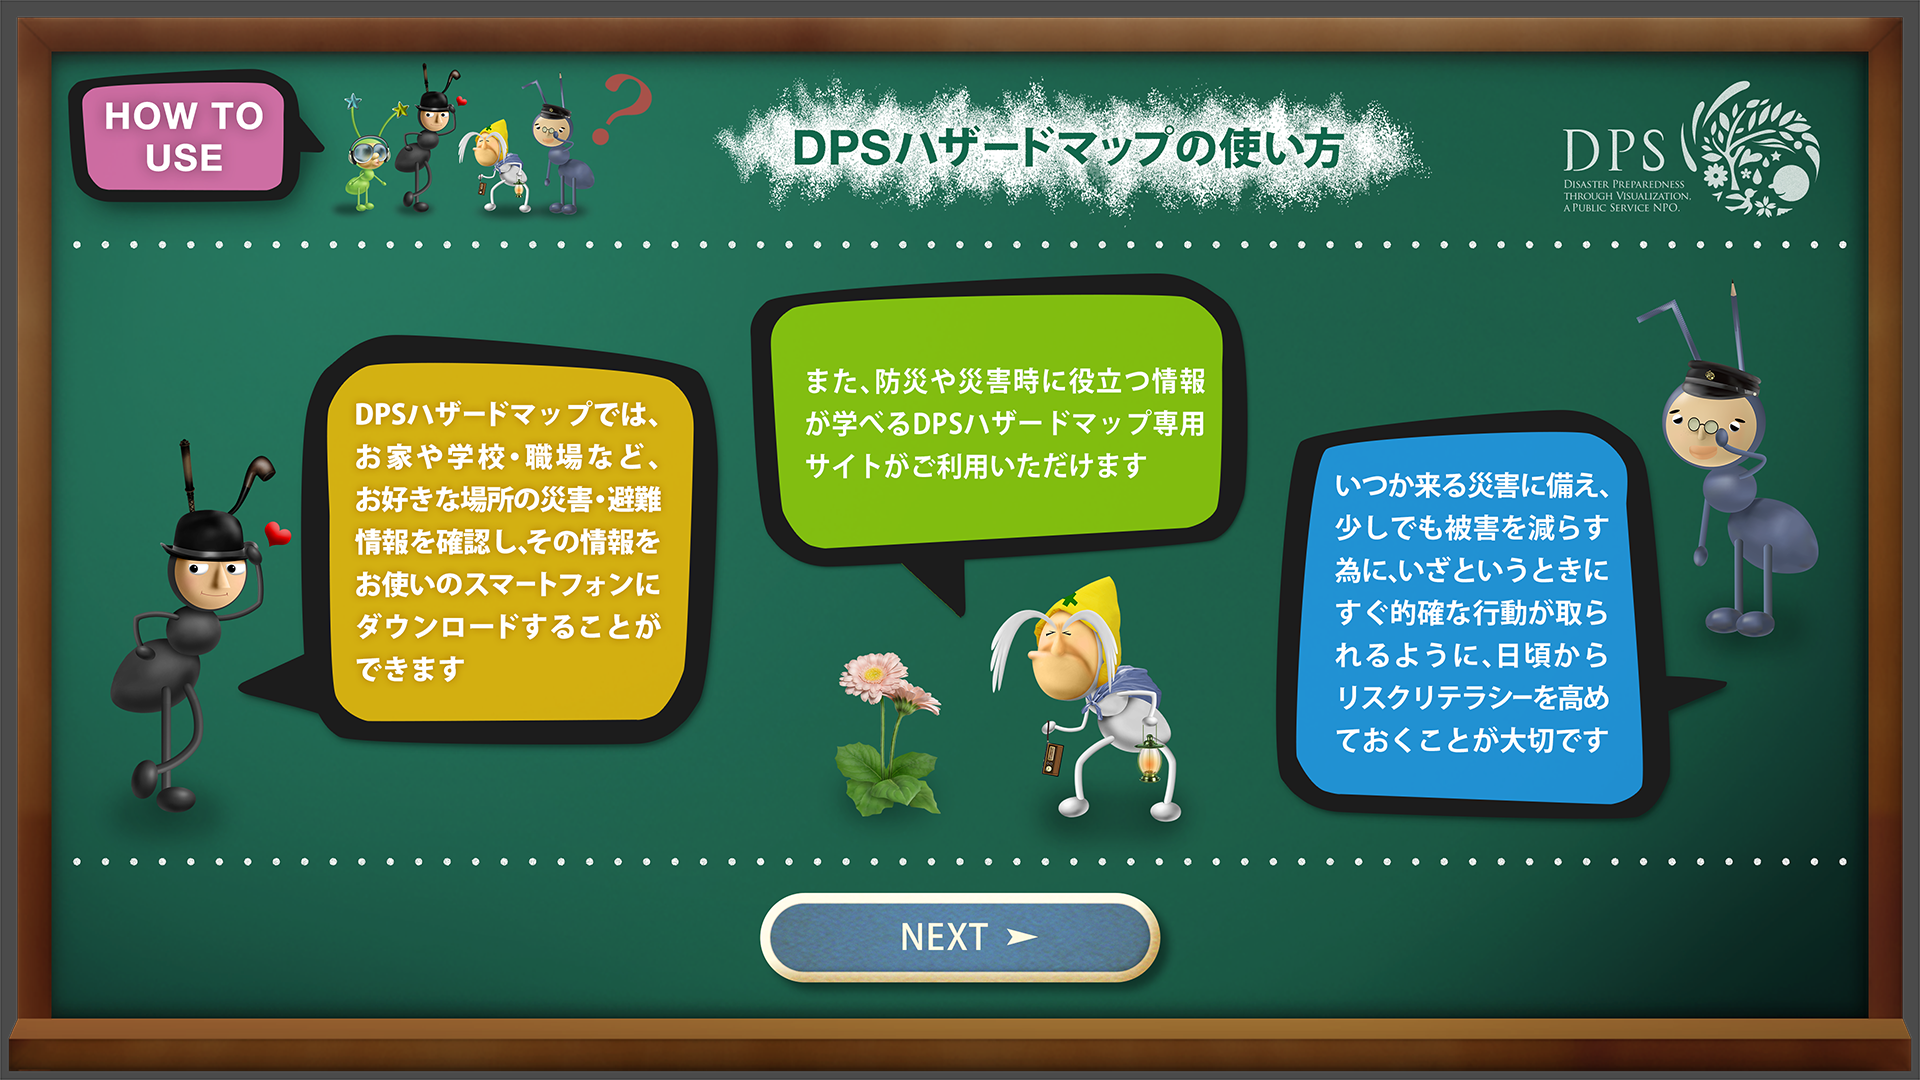 HOW TO
USE
DPSハザードマップの使い方
DPS
DISASTER PREPAREDNESS
THROUGH VISUALIZATION,
A PUBLIC SERVICE NPO.
DPSハザードマップでは、
お家や学校・職場など、
お好きな場所の災害・避難
情報を確認し、その情報を
お使いのスマートフォンに
ダウンロードすることが
できます
また、防災や災害時に役立つ情報
が学べるDPSハザードマップ専用
サイトがご利用いただけます
いつか来る災害に備え、
少しでも被害を減らす
為に、いざというときに
すぐ的確な行動が取ら
れるように、日頃から
リスクリテラシーを高め
ておくことが大切です
NEXT